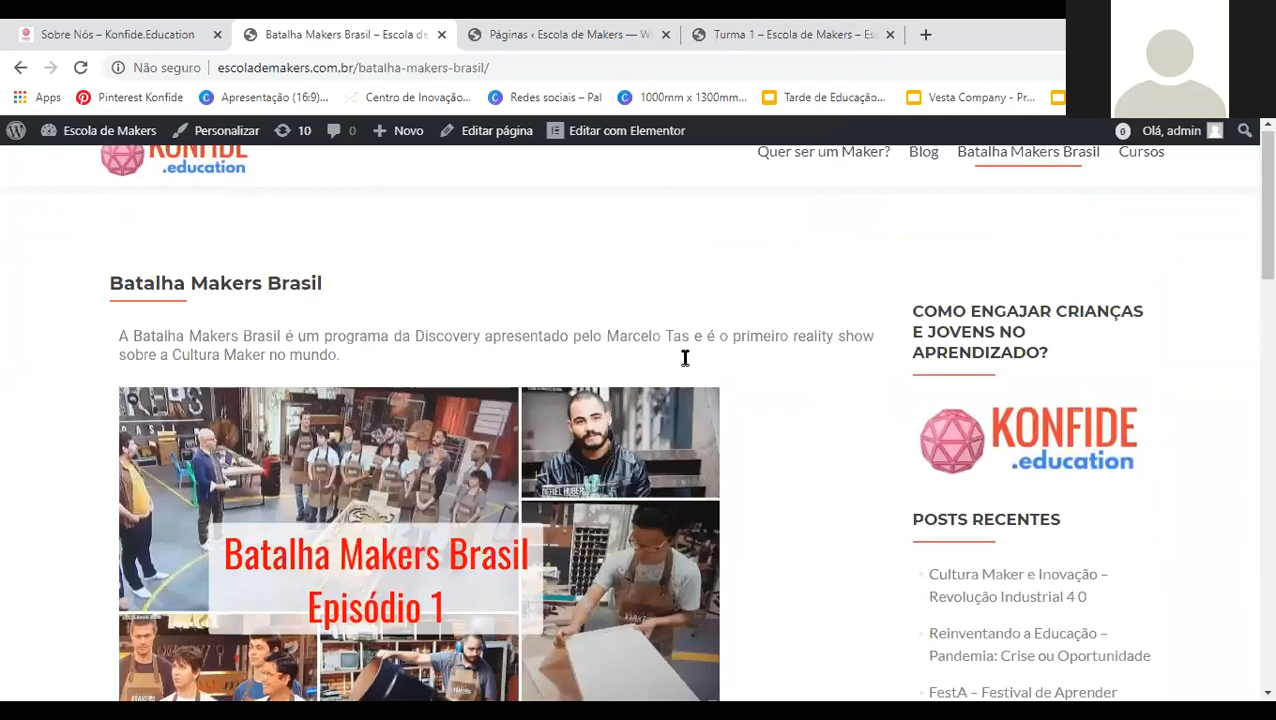 Sobre Nós – Konfide.Education
Batalha Makers Brasil – Escola de
Páginas ‹ Escola de Makers — W
Turma 1 – Escola de Makers – Es
Não seguro
escolademakers.com.br/batalha-makers-brasil/
Apps
Pinterest Konfide
Apresentação (16:9)...
Centro de Inovação...
Redes sociais – Pal
1000mm x 1300mm...
Tarde de Educação...
Vesta Company - Pr...
Escola de Makers
Personalizar
10
0
Novo
Editar página
Editar com Elementor
0
Olá, admin
KONFIDE
.education
Quer ser um Maker?
Blog
Batalha Makers Brasil
Cursos
Batalha Makers Brasil
A Batalha Makers Brasil é um programa da Discovery apresentado pelo Marcelo Tas e é o primeiro reality show
sobre a Cultura Maker no mundo.
Batalha Makers Brasil
Episódio 1
COMO ENGAJAR CRIANÇAS
E JOVENS NO
APRENDIZADO?
KONFIDE
.education
POSTS RECENTES
Cultura Maker e Inovação –
Revolução Industrial 4 0
Reinventando a Educação –
Pandemia: Crise ou Oportunidade
FestA – Festival de Aprender